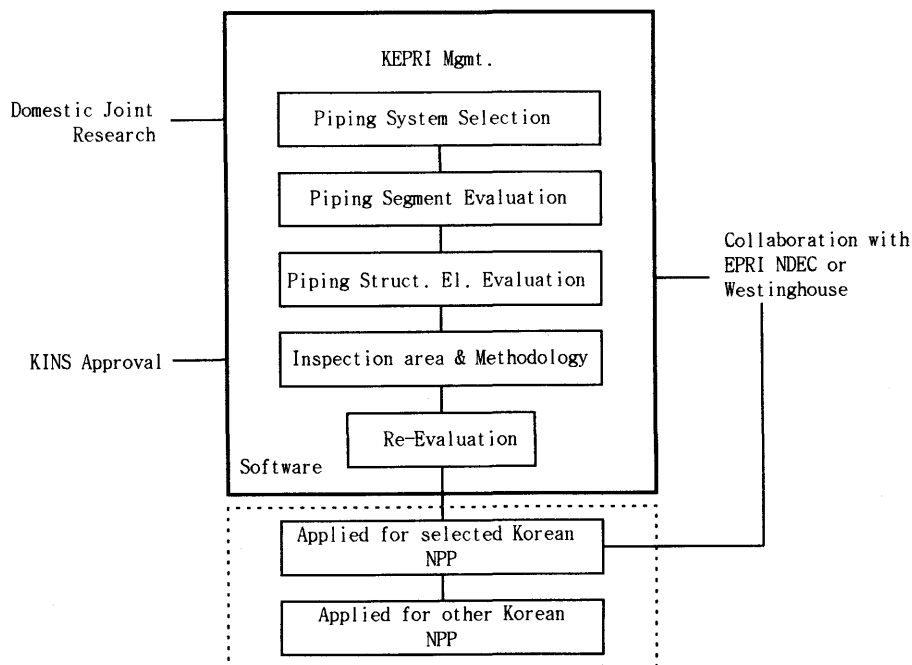 KEPRI Mgmt.
Domestic Joint
Research
Piping System Selection
Piping Segment Evaluation
Collaboration with
EPRI NDEC or
Westinghouse
Piping Struct. El. Evaluation
KINS Approval
Inspection area & Methodology
Re-Evaluation
Software
Applied for selected Korean
NPP
Applied for other Korean
NPP